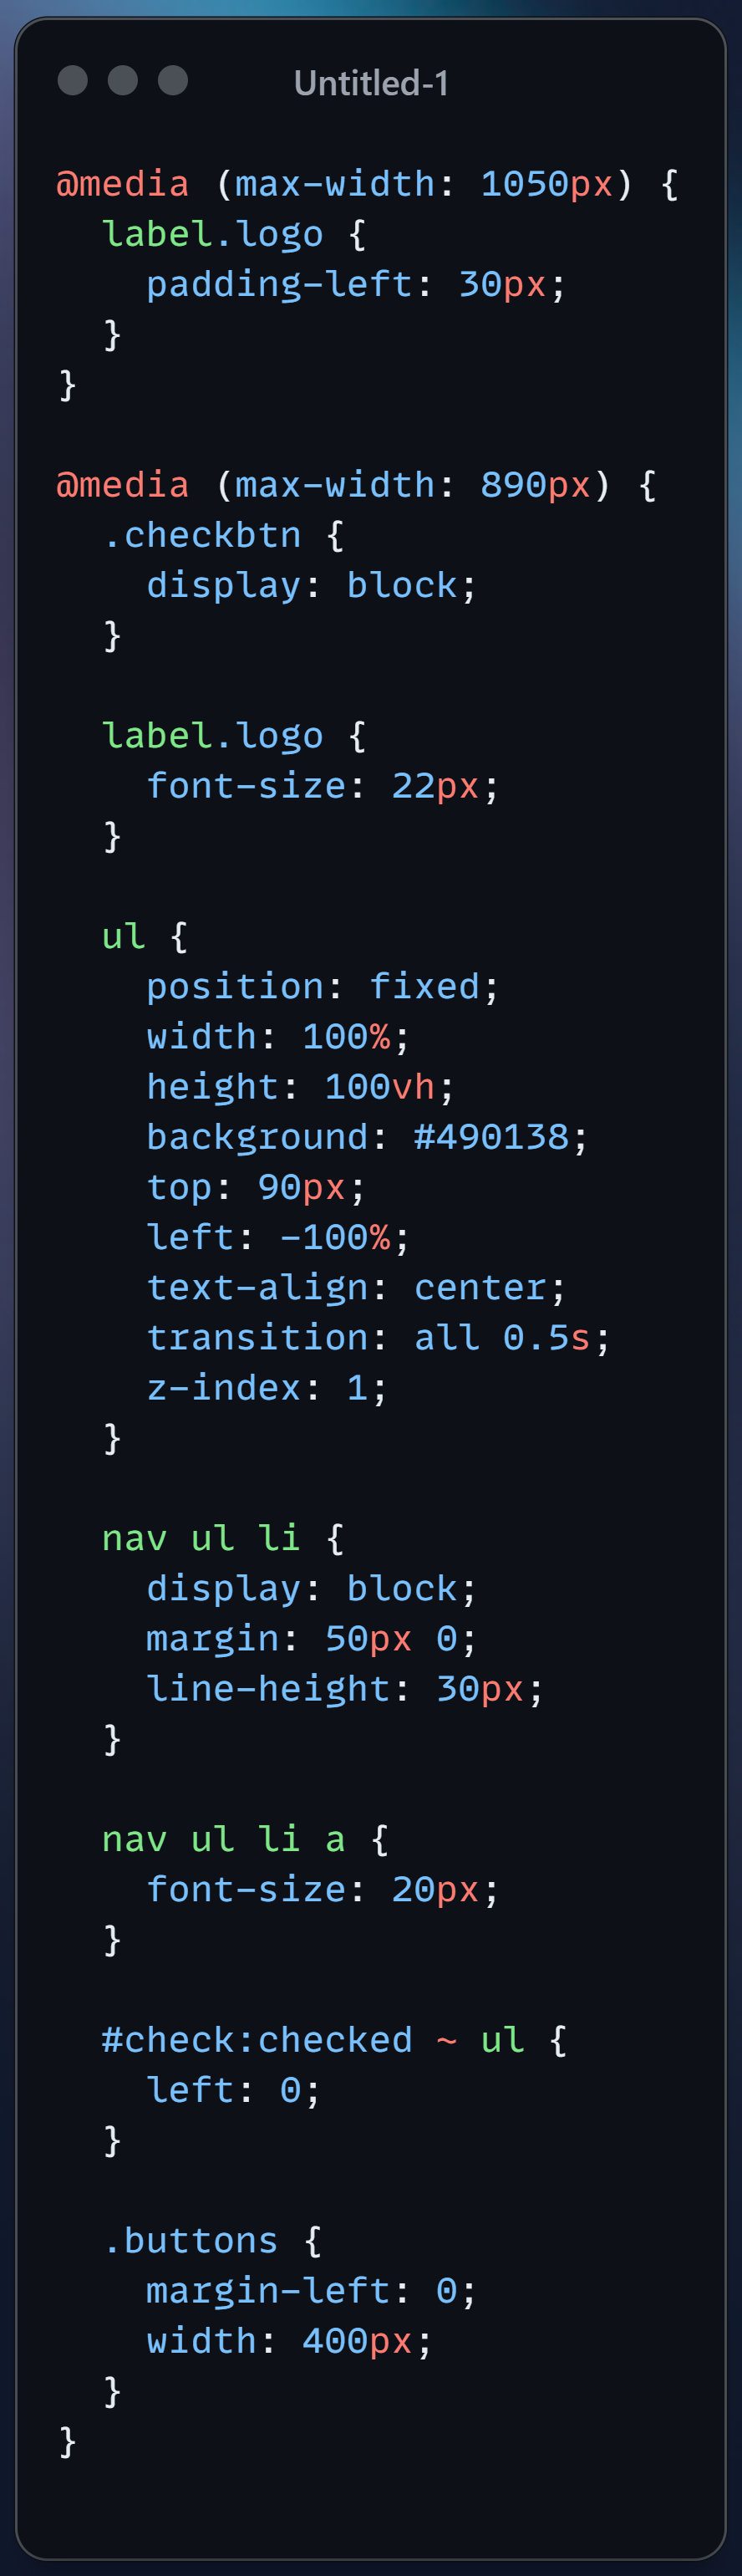 Untitled-1
@media (max-width: 1050px) {
  label.logo {
    padding-left: 30px;
  }
}

@media (max-width: 890px) {
  .checkbtn {
    display: block;
  }

  label.logo {
    font-size: 22px;
  }

  ul {
    position: fixed;
    width: 100%;
    height: 100vh;
    background: #490138;
    top: 90px;
    left: -100%;
    text-align: center;
    transition: all 0.5s;
    z-index: 1;
  }

  nav ul li {
    display: block;
    margin: 50px 0;
    line-height: 30px;
  }

  nav ul li a {
    font-size: 20px;
  }

  #check:checked ~ ul {
    left: 0;
  }

  .buttons {
    margin-left: 0;
    width: 400px;
  }
}